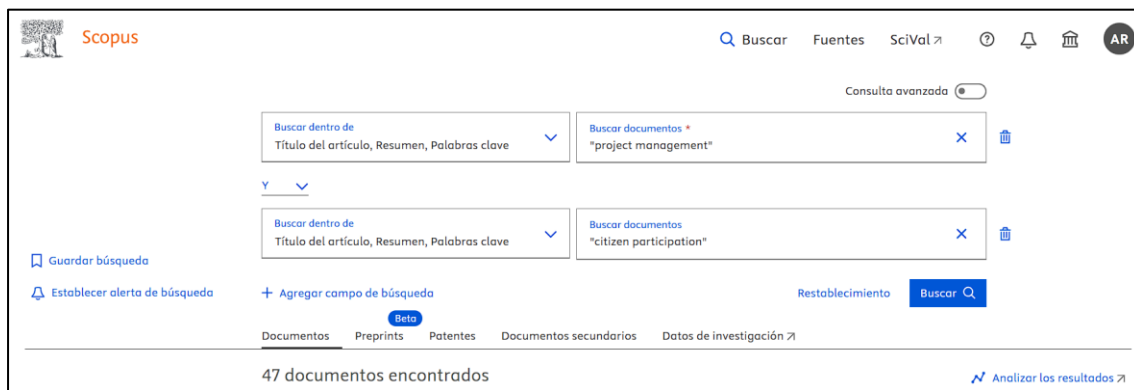 Scopus
Buscar Fuentes SciVal AR
Consulta avanzada
Buscar dentro de
Título del artículo, Resumen, Palabras clave
Buscar documentos *
"project management"
Y
Buscar dentro de
Título del artículo, Resumen, Palabras clave
Buscar documentos
"citizen participation"
Guardar búsqueda
Establecer alerta de búsqueda
+ Agregar campo de búsqueda
Restablecimiento
Buscar
Beta
Documentos Preprints Patentes Documentos secundarios Datos de investigación
47 documentos encontrados
Analizar los resultados